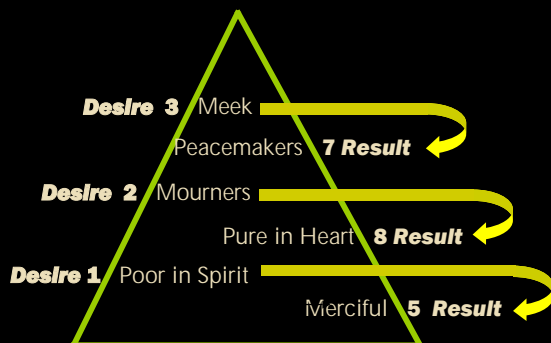 Desire 3 Meek
Peacemakers 7 Result
Desire 2 Mourners
Pure in Heart 8 Result
Desire 1 Poor in Spirit
Merciful 5 Result